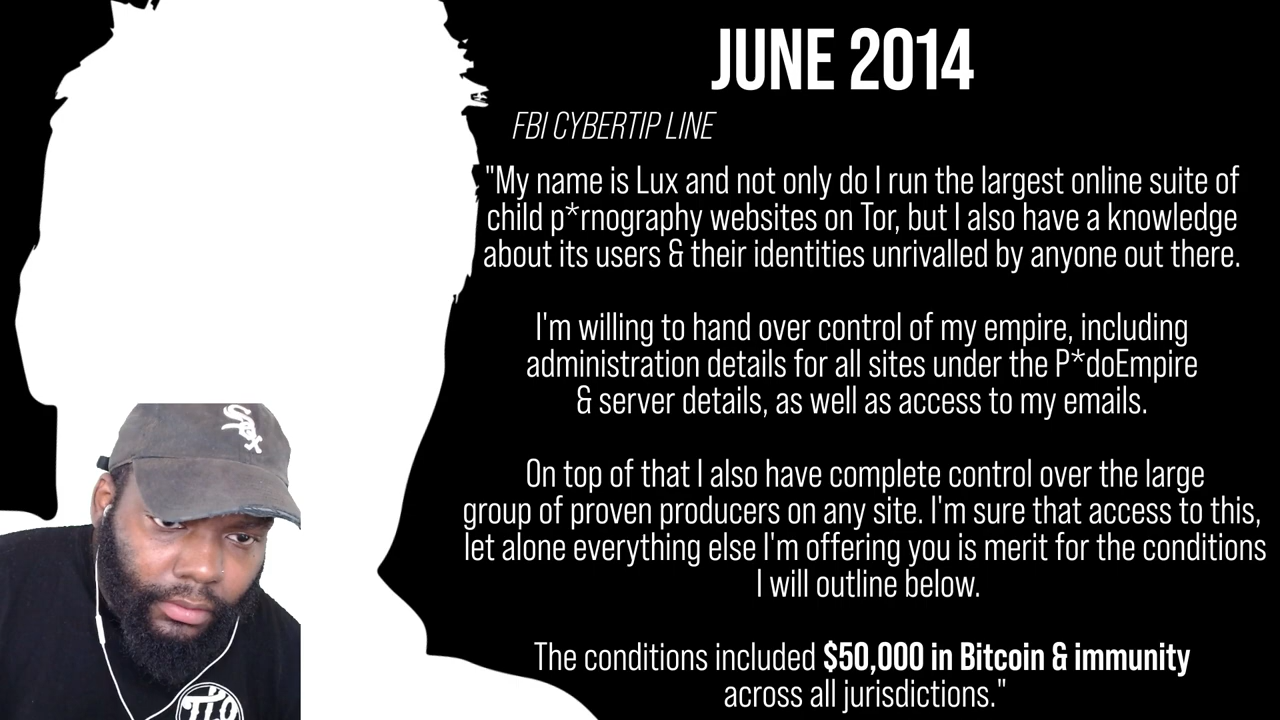 JUNE 2014
FBI CYBERTIP LINE
"My name is Lux and not only do I run the largest online suite of
child p*rnography websites on Tor, but I also have a knowledge
about its users & their identities unrivalled by anyone out there.
I'm willing to hand over control of my empire, including
administration details for all sites under the P*doEmpire
& server details, as well as access to my emails.
On top of that I also have complete control over the large
group of proven producers on any site. I'm sure that access to this,
let alone everything else I'm offering you is merit for the conditions
I will outline below.
The conditions included $50,000 in Bitcoin & immunity
across all jurisdictions."
Sox